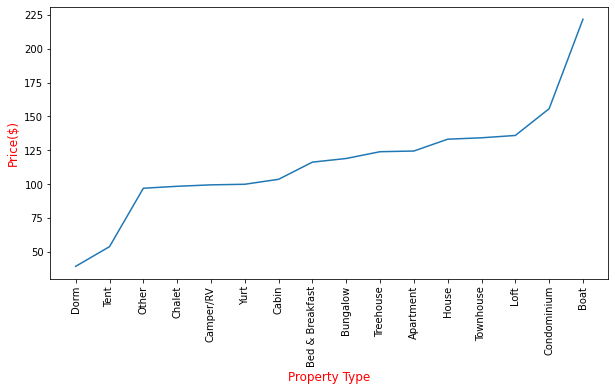 225
200
175
150
125
100
75
50
Price($)
Dorm
Tent
Other
Chalet
Camper/RV
Yurt
Cabin
Bed & Breakfast
Bungalow
Treehouse
Apartment
House
Townhouse
Loft
Condominium
Boat
Property Type